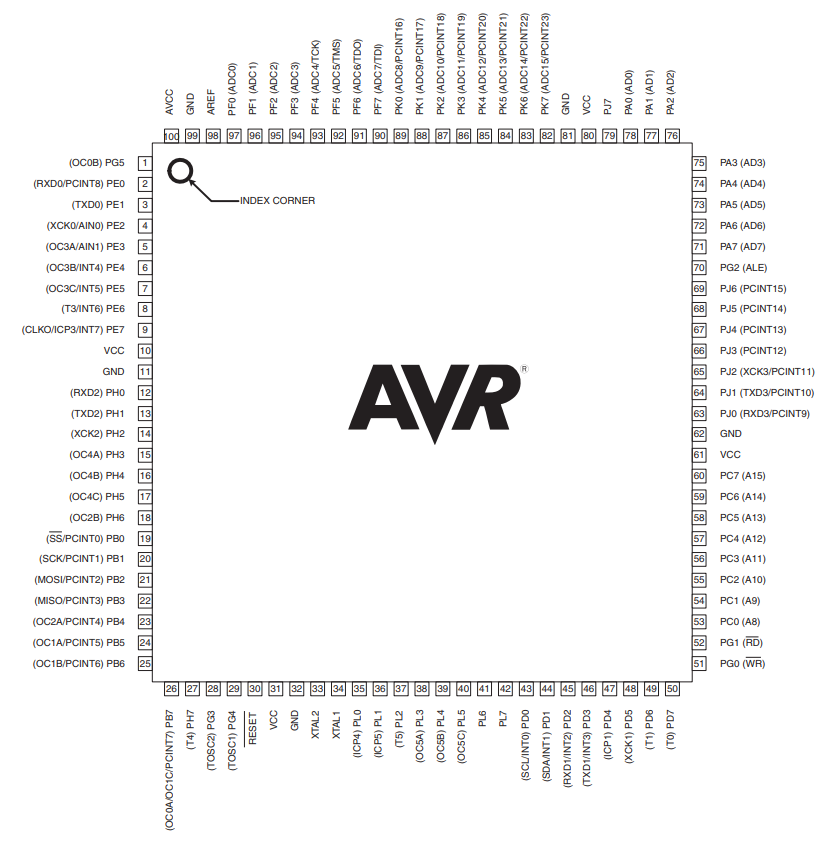 AVCC
GND
AREF
PF0 (ADC0)
PF1 (ADC1)
PF2 (ADC2)
PF3 (ADC3)
PF4 (ADC4/TCK)
PF5 (ADC5/TMS)
PF6 (ADC6/TDO)
PF7 (ADC7/TDI)
PK0 (ADC8/PCINT16)
PK1 (ADC9/PCINT17)
PK2 (ADC10/PCINT18)
PK3 (ADC11/PCINT19)
PK4 (ADC12/PCINT20)
PK5 (ADC13/PCINT21)
PK6 (ADC14/PCINT22)
PK7 (ADC15/PCINT23)
GND
VCC
PJ7
PA0 (AD0)
PA1 (AD1)
PA2 (AD2)
100 99 98 97 96 95 94 93 92 91 90 89 88 87 86 85 84 83 82 81 80 79 78 77 76
(OC0B) PG5 1
(RXD0/PCINT8) PE0 2
(TXD0) PE1 3
(XCK0/AIN0) PE2 4
(OC3A/AIN1) PE3 5
(OC3B/INT4) PE4 6
(OC3C/INT5) PE5 7
(T3/INT6) PE6 8
(CLKO/ICP3/INT7) PE7 9
VCC 10
GND 11
(RXD2) PH0 12
(TXD2) PH1 13
(XCK2) PH2 14
(OC4A) PH3 15
(OC4B) PH4 16
(OC4C) PH5 17
(OC2B) PH6 18
(SS/PCINT0) PB0 19
(SCK/PCINT1) PB1 20
(MOSI/PCINT2) PB2 21
(MISO/PCINT3) PB3 22
(OC2A/PCINT4) PB4 23
(OC1A/PCINT5) PB5 24
(OC1B/PCINT6) PB6 25
INDEX CORNER
AVR®
75 PA3 (AD3)
74 PA4 (AD4)
73 PA5 (AD5)
72 PA6 (AD6)
71 PA7 (AD7)
70 PG2 (ALE)
69 PJ6 (PCINT15)
68 PJ5 (PCINT14)
67 PJ4 (PCINT13)
66 PJ3 (PCINT12)
65 PJ2 (XCK3/PCINT11)
64 PJ1 (TXD3/PCINT10)
63 PJ0 (RXD3/PCINT9)
62 GND
61 VCC
60 PC7 (A15)
59 PC6 (A14)
58 PC5 (A13)
57 PC4 (A12)
56 PC3 (A11)
55 PC2 (A10)
54 PC1 (A9)
53 PC0 (A8)
52 PG1 (RD)
51 PG0 (WR)
26 27 28 29 30 31 32 33 34 35 36 37 38 39 40 41 42 43 44 45 46 47 48 49 50
(OC0A/OC1C/PCINT7) PB7
(T4) PH7
(TOSC2) PG3
(TOSC1) PG4
RESET
VCC
GND
XTAL2
XTAL1
(ICP4) PL0
(ICP5) PL1
(T5) PL2
(OC5A) PL3
(OC5B) PL4
(OC5C) PL5
PL6
PL7
(SCL/INT0) PD0
(SDA/INT1) PD1
(RXD1/INT2) PD2
(TXD1/INT3) PD3
(ICP1) PD4
(XCK1) PD5
(T1) PD6
(T0) PD7